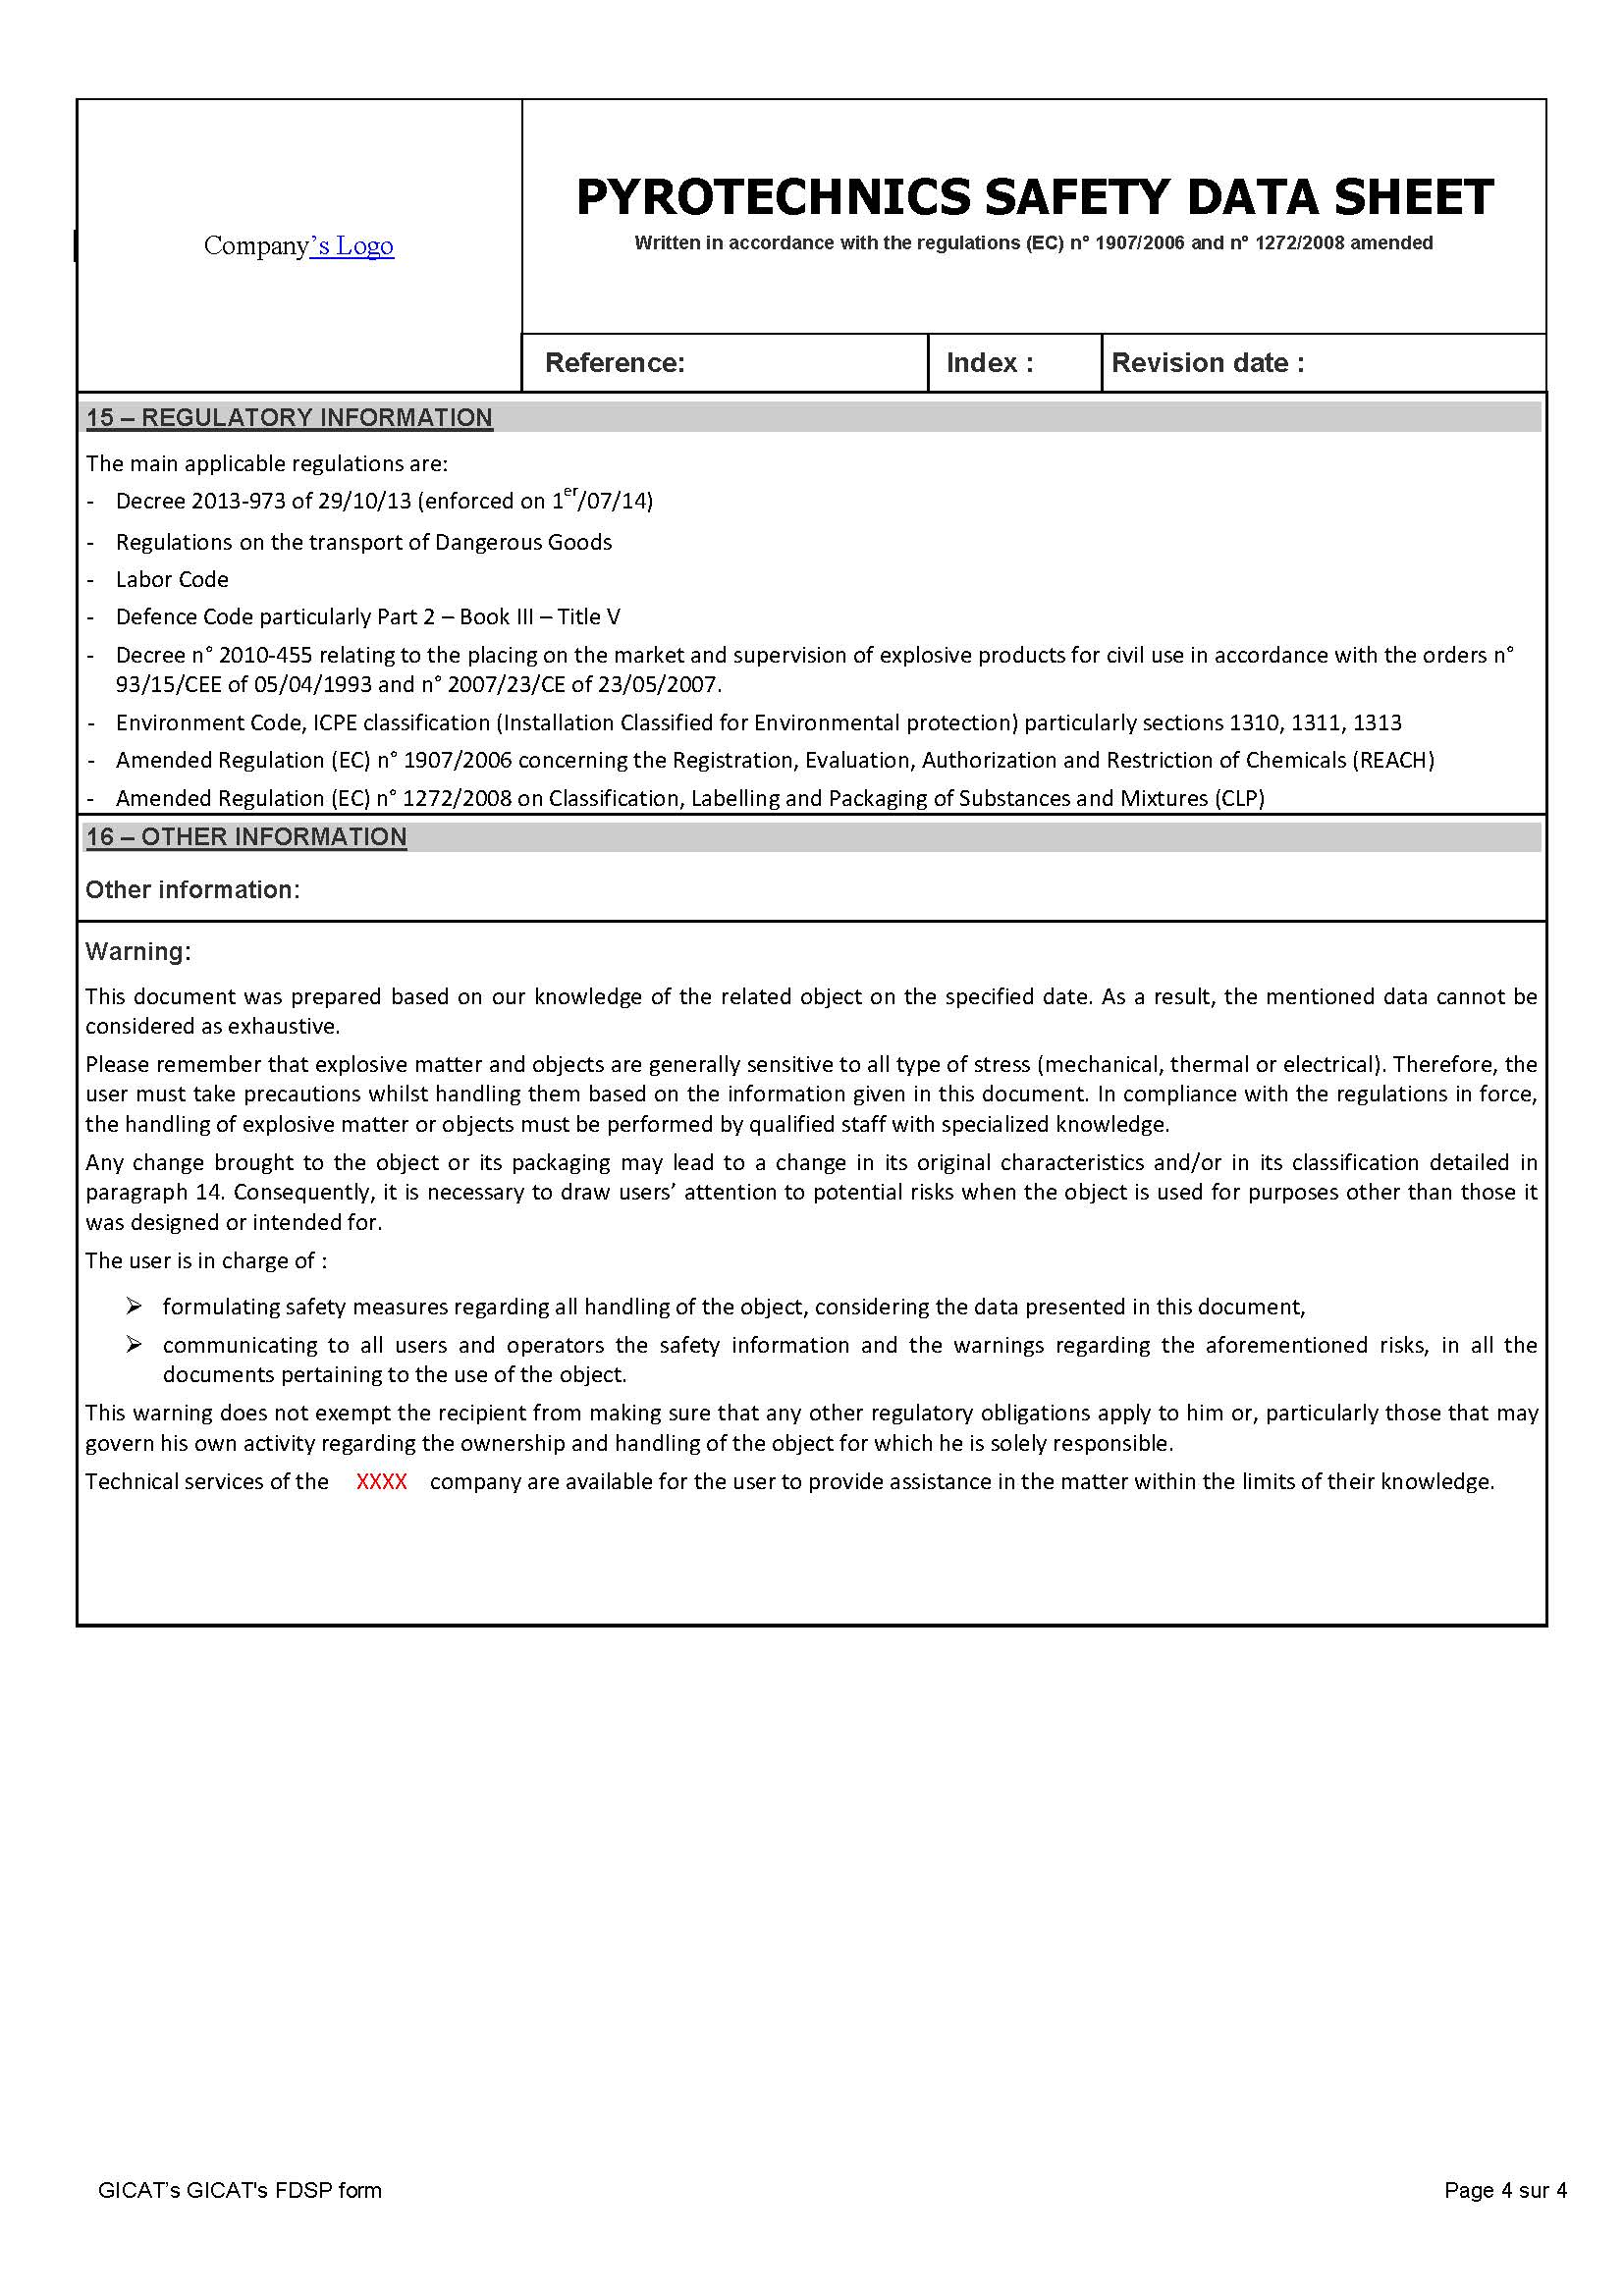 Company's Logo
PYROTECHNICS SAFETY DATA SHEET
Written in accordance with the regulations (EC) n° 1907/2006 and n° 1272/2008 amended
Reference:
Index :
Revision date :
15 – REGULATORY INFORMATION
The main applicable regulations are:
- Decree 2013-973 of 29/10/13 (enforced on 1er/07/14)
- Regulations on the transport of Dangerous Goods
- Labor Code
- Defence Code particularly Part 2 – Book III – Title V
- Decree n° 2010-455 relating to the placing on the market and supervision of explosive products for civil use in accordance with the orders n°
93/15/CEE of 05/04/1993 and n° 2007/23/CE of 23/05/2007.
- Environment Code, ICPE classification (Installation Classified for Environmental protection) particularly sections 1310, 1311, 1313
- Amended Regulation (EC) n° 1907/2006 concerning the Registration, Evaluation, Authorization and Restriction of Chemicals (REACH)
- Amended Regulation (EC) n° 1272/2008 on Classification, Labelling and Packaging of Substances and Mixtures (CLP)
16 – OTHER INFORMATION
Other information:
Warning:
This document was prepared based on our knowledge of the related object on the specified date. As a result, the mentioned data cannot be
considered as exhaustive.
Please remember that explosive matter and objects are generally sensitive to all type of stress (mechanical, thermal or electrical). Therefore, the
user must take precautions whilst handling them based on the information given in this document. In compliance with the regulations in force,
the handling of explosive matter or objects must be performed by qualified staff with specialized knowledge.
Any change brought to the object or its packaging may lead to a change in its original characteristics and/or in its classification detailed in
paragraph 14. Consequently, it is necessary to draw users' attention to potential risks when the object is used for purposes other than those it
was designed or intended for.
The user is in charge of :
➢ formulating safety measures regarding all handling of the object, considering the data presented in this document,
➢ communicating to all users and operators the safety information and the warnings regarding the aforementioned risks, in all the
documents pertaining to the use of the object.
This warning does not exempt the recipient from making sure that any other regulatory obligations apply to him or, particularly those that may
govern his own activity regarding the ownership and handling of the object for which he is solely responsible.
Technical services of the XXXX company are available for the user to provide assistance in the matter within the limits of their knowledge.
GICAT's GICAT's FDSP form
Page 4 sur 4